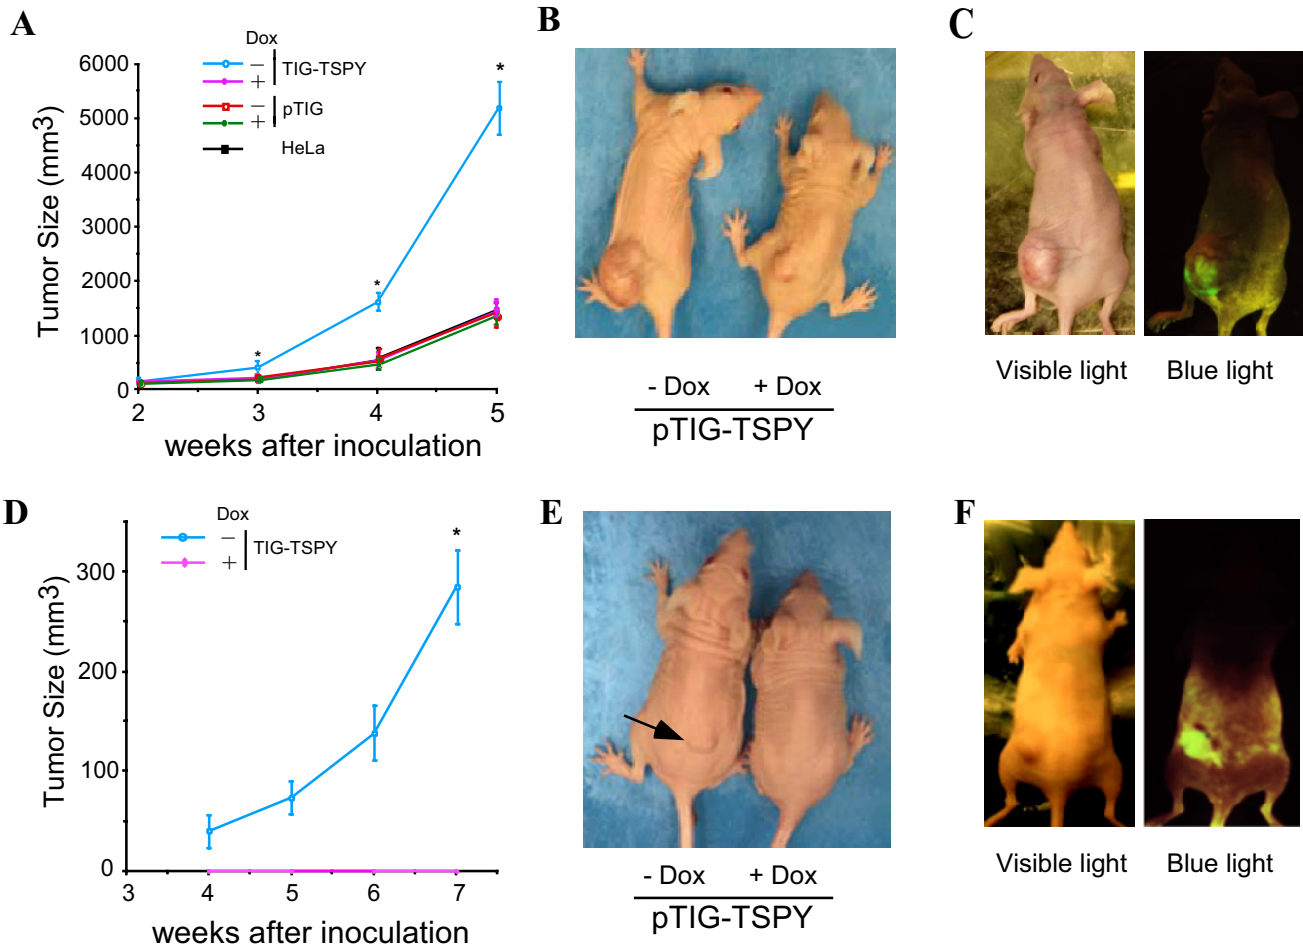 A
Dox
− TIG-TSPY
+
− pTIG
+
HeLa
Tumor Size (mm3)
6000
5000
4000
3000
2000
1000
0
*
*
*
2 3 4 5
weeks after inoculation
B
- Dox + Dox
pTIG-TSPY
C
Visible light Blue light
D
Dox
− TIG-TSPY
+
Tumor Size (mm3)
300
200
100
0
*
3 4 5 6 7
weeks after inoculation
E
- Dox + Dox
pTIG-TSPY
F
Visible light Blue light